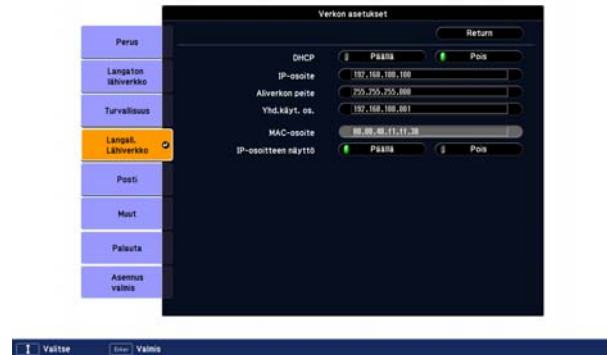 Verkon asetukset
Return
Perus
Langaton lähiverkko
Turvallisuus
Langall. Lähiverkko
Posti
Muut
Palauta
Asennus valmis
DHCP Päällä Pois
IP-osoite 192.168.100.100
Aliverkon peite 255.255.255.000
Yhd.käyt. os. 192.168.100.001
MAC-osoite
IP-osoitteen näyttö Päällä Pois
Valitse Enter Valmis